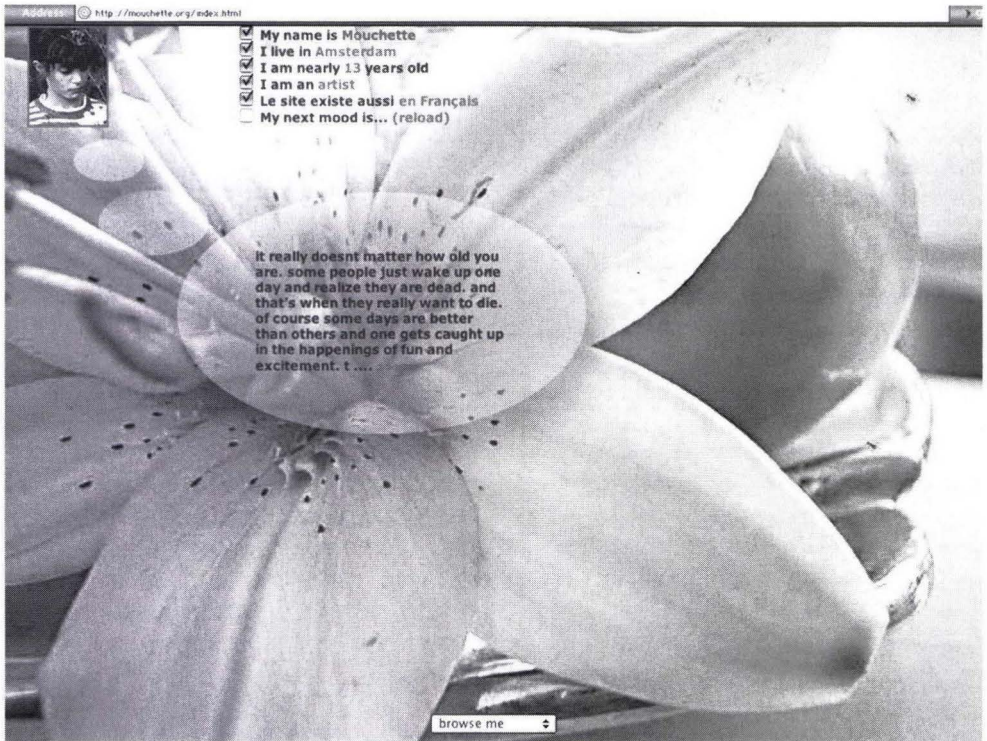 Address http://mouchette.org/index.html
My name is Mouchette
I live in Amsterdam
I am nearly 13 years old
I am an artist
Le site existe aussi en Français
My next mood is... (reload)
It really doesnt matter how old you
are. some people just wake up one
day and realize they are dead. and
that's when they really want to die.
of course some days are better
than others and one gets caught up
in the happenings of fun and
excitement. t ....
browse me